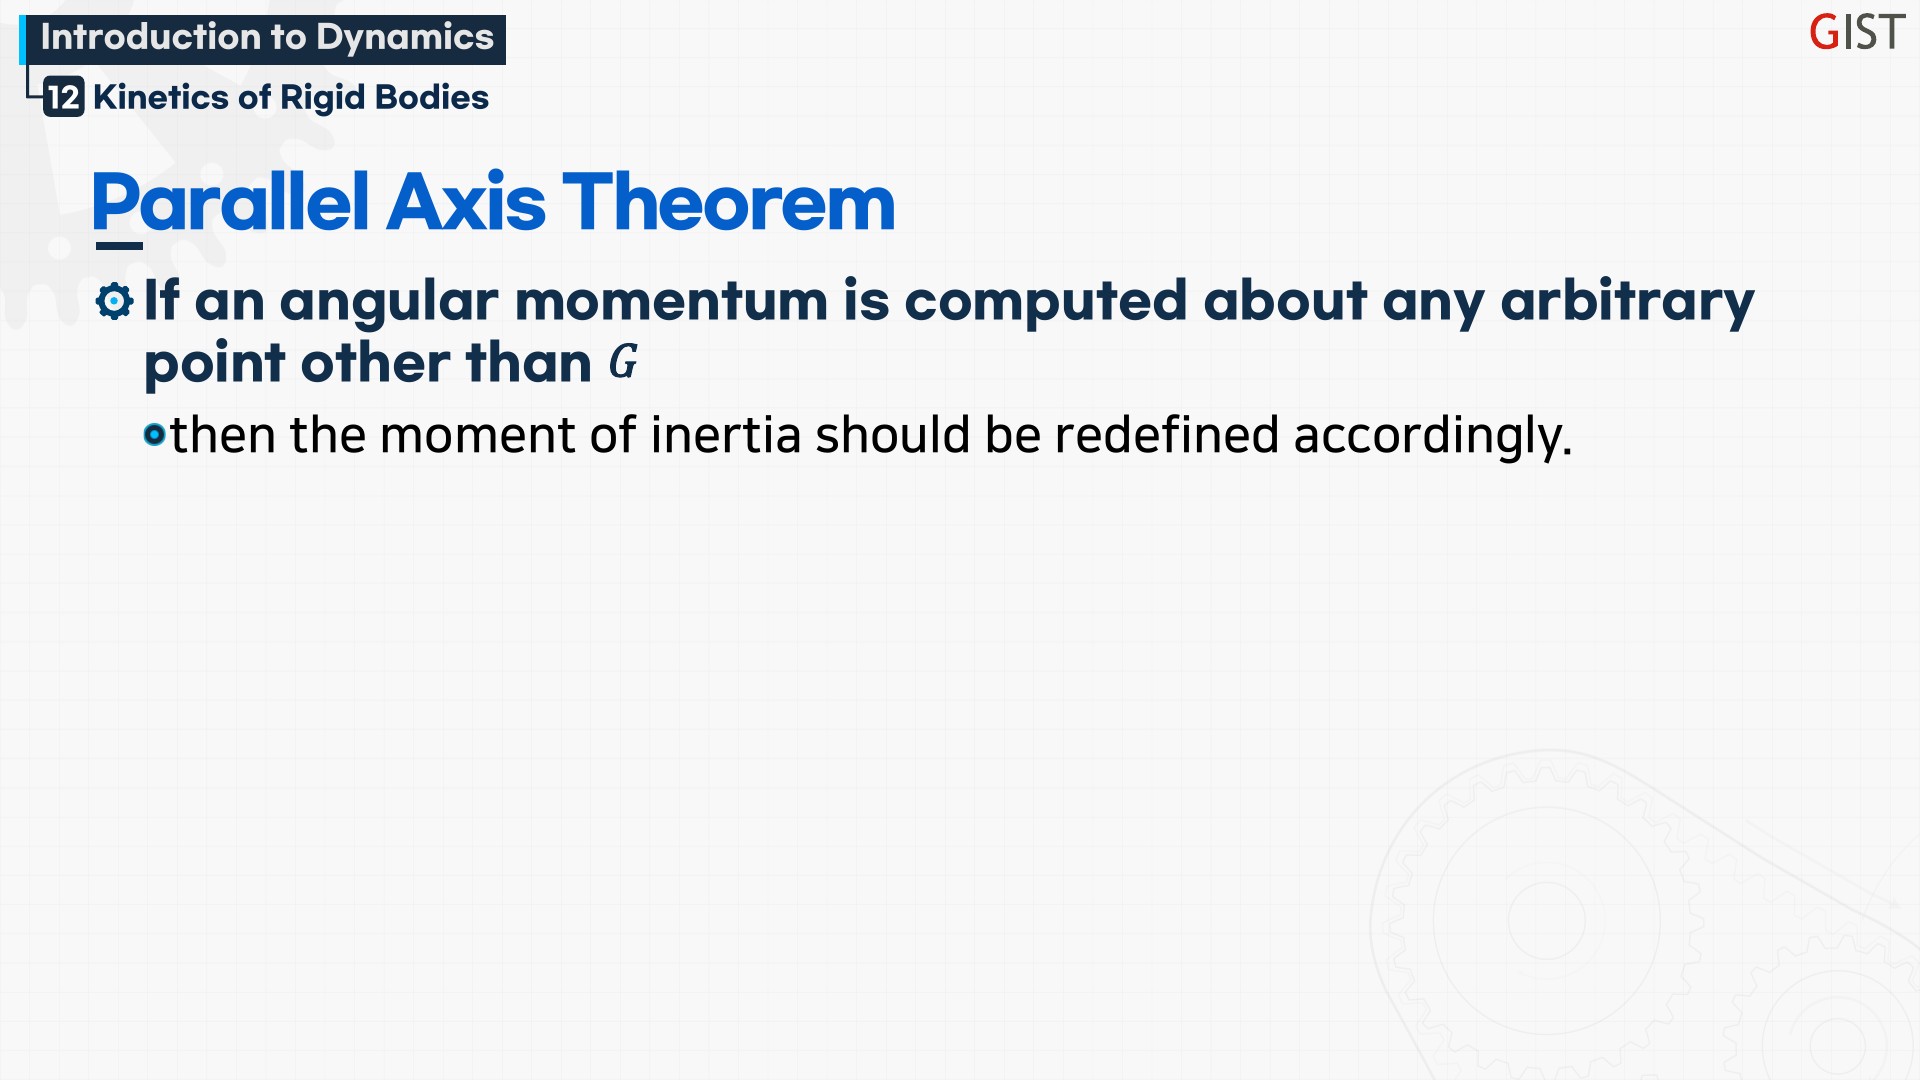 Introduction to Dynamics
GIST
12 Kinetics of Rigid Bodies
Parallel Axis Theorem
If an angular momentum is computed about any arbitrary
point other than G
then the moment of inertia should be redefined accordingly.